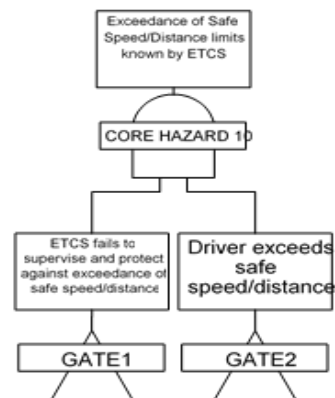 Exceedance of Safe
Speed/Distance limits
known by ETCS
CORE HAZARD 10
ETCS fails to
supervise and protect
against exceedance of
safe speed/distance
Driver exceeds
safe
speed/distance
GATE1
GATE2